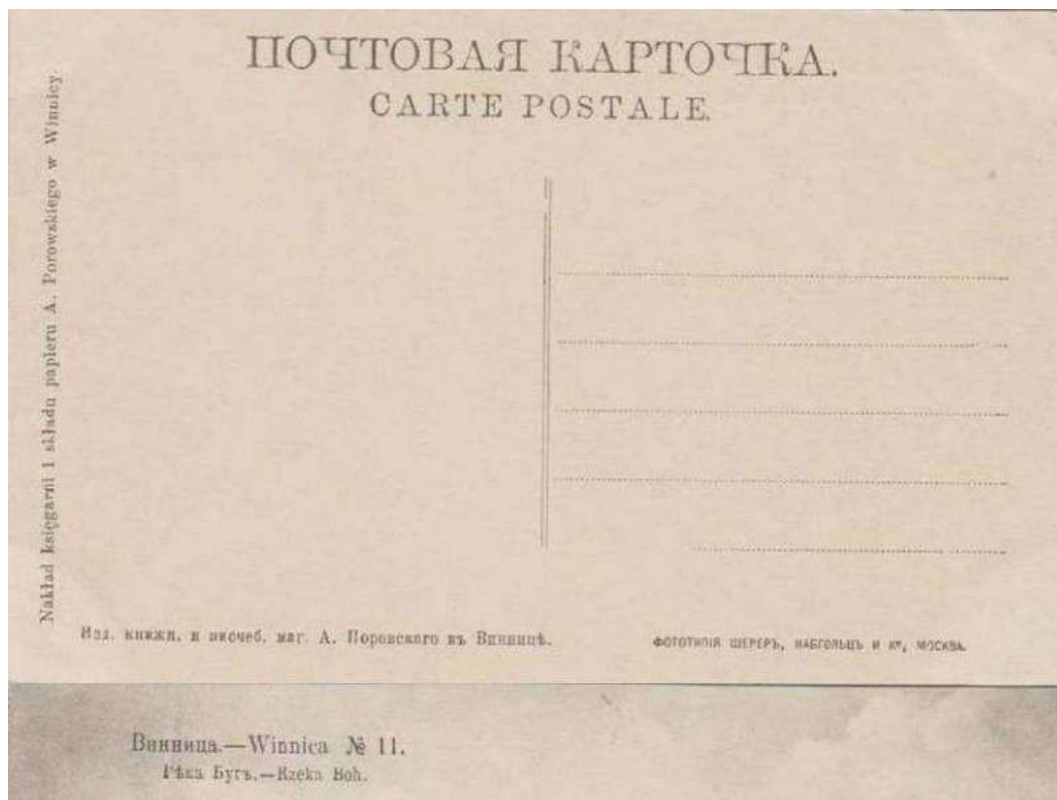 ПОЧТОВАЯ КАРТОЧКА.
CARTE POSTALE.
Nakład księgarni i składu papieru A. Porowskiego w Winnicy.
Изд. книжн. и писчеб. маг. А. Поровского въ Винницѣ.
ФОТОТИПІЯ ШЕРЕРЪ, НАБГОЛЬЦЪ И Кº, МОСКВА.
Винница.—Winnica № 11.
Рѣка Бугъ.—Rzeka Boh.